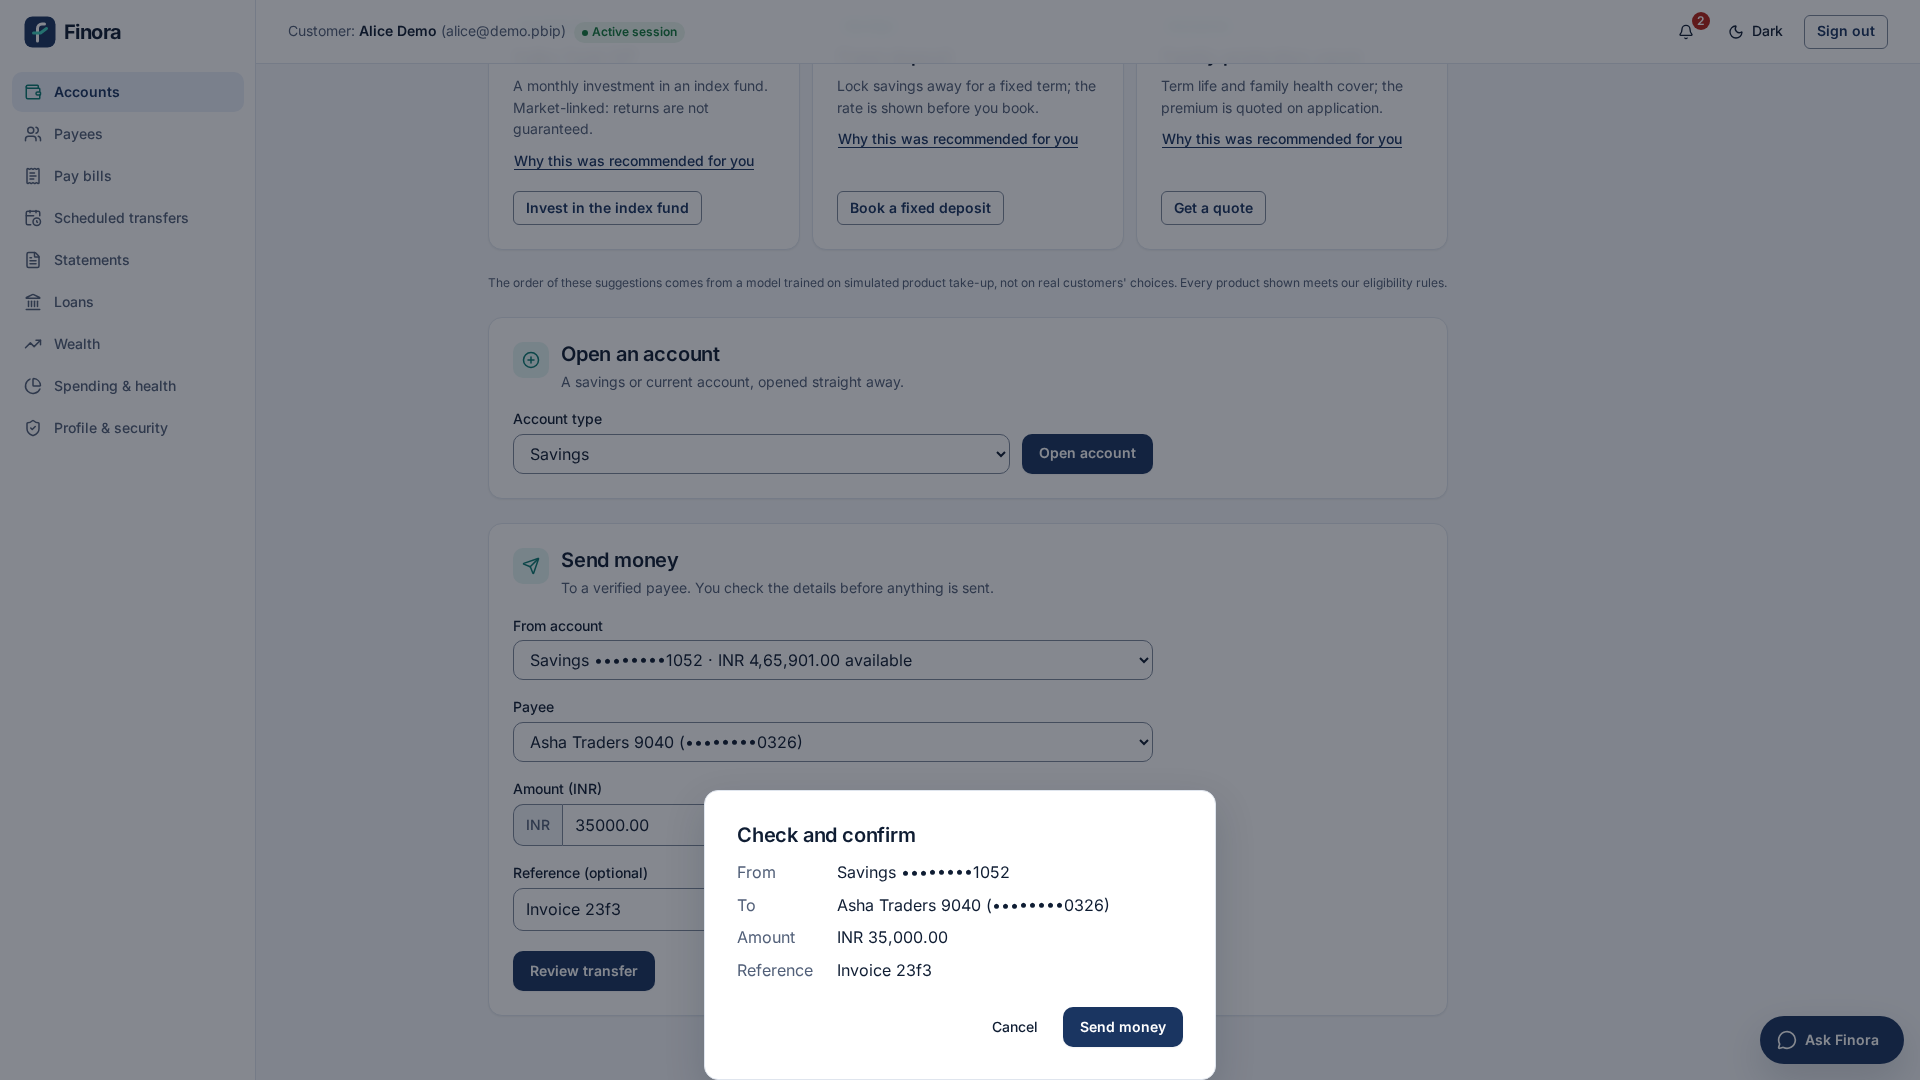 Finora
Customer: Alice Demo (alice@demo.pbip)
Active session
2
Dark
Sign out
Accounts
Payees
Pay bills
Scheduled transfers
Statements
Loans
Wealth
Spending & health
Profile & security
A monthly investment in an index fund.
Market-linked: returns are not
guaranteed.
Why this was recommended for you
Invest in the index fund
Lock savings away for a fixed term; the
rate is shown before you book.
Why this was recommended for you
Book a fixed deposit
Term life and family health cover; the
premium is quoted on application.
Why this was recommended for you
Get a quote
The order of these suggestions comes from a model trained on simulated product take-up, not on real customers' choices. Every product shown meets our eligibility rules.
Open an account
A savings or current account, opened straight away.
Account type
Savings
Open account
Send money
To a verified payee. You check the details before anything is sent.
From account
Savings ••••••••1052 · INR 4,65,901.00 available
Payee
Asha Traders 9040 (••••••••0326)
Amount (INR)
INR 35000.00
Reference (optional)
Invoice 23f3
Review transfer
Check and confirm
From Savings ••••••••1052
To Asha Traders 9040 (••••••••0326)
Amount INR 35,000.00
Reference Invoice 23f3
Cancel
Send money
Ask Finora